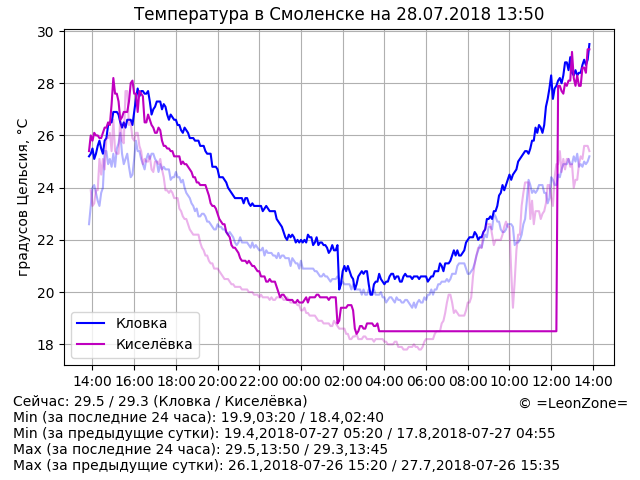 Температура в Смоленске на 28.07.2018 13:50
градусов Цельсия, °C
30
28
26
24
22
20
18
Кловка
Киселёвка
14:00 16:00 18:00 20:00 22:00 00:00 02:00 04:00 06:00 08:00 10:00 12:00 14:00
Сейчас: 29.5 / 29.3 (Кловка / Киселёвка)
© =LeonZone=
Min (за последние 24 часа): 19.9,03:20 / 18.4,02:40
Min (за предыдущие сутки): 19.4,2018-07-27 05:20 / 17.8,2018-07-27 04:55
Max (за последние 24 часа): 29.5,13:50 / 29.3,13:45
Max (за предыдущие сутки): 26.1,2018-07-26 15:20 / 27.7,2018-07-26 15:35